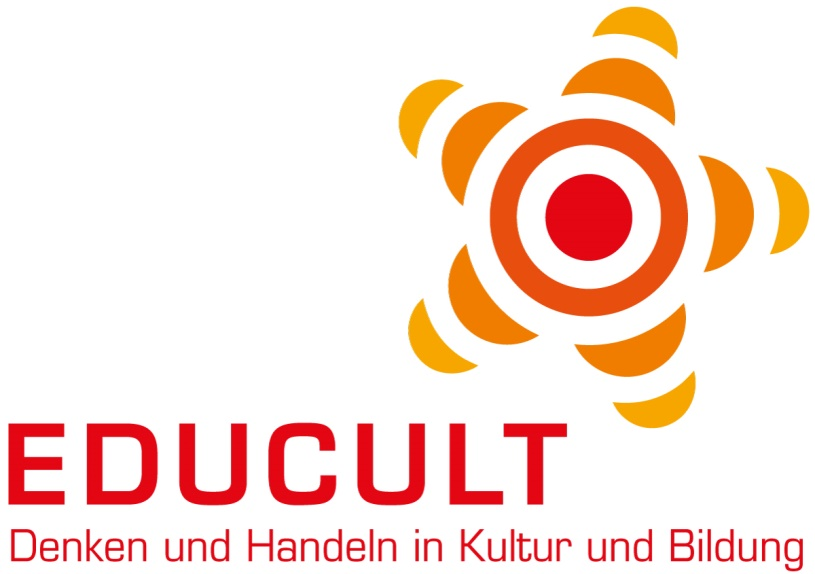 EDUCULT
Denken und Handeln in Kultur und Bildung